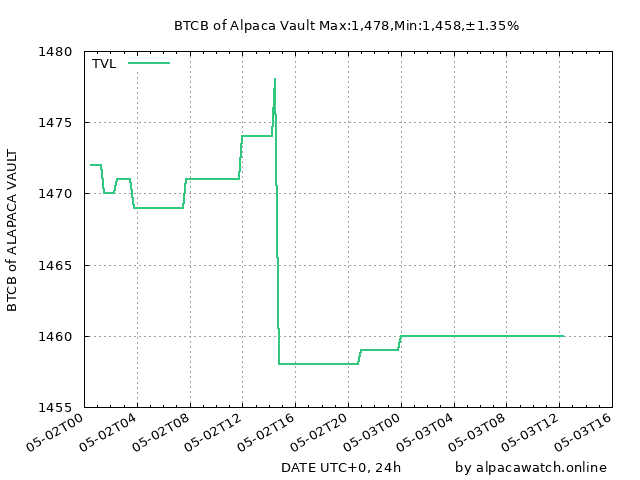 BTCB of Alpaca Vault Max:1,478,Min:1,458,±1.35%
TVL
BTCB of ALAPACA VAULT
1480
1475
1470
1465
1460
1455
05-02T00
05-02T04
05-02T08
05-02T12
05-02T16
05-02T20
05-03T00
05-03T04
05-03T08
05-03T12
05-03T16
DATE UTC+0, 24h
by alpacawatch.online